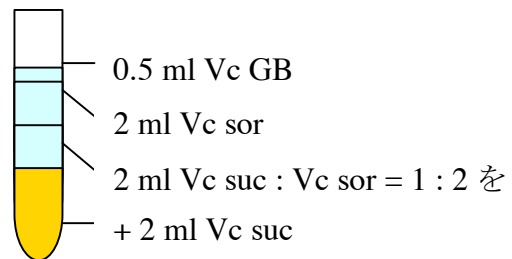 0.5 ml Vc GB
2 ml Vc sor
2 ml Vc suc : Vc sor = 1 : 2 を
+ 2 ml Vc suc